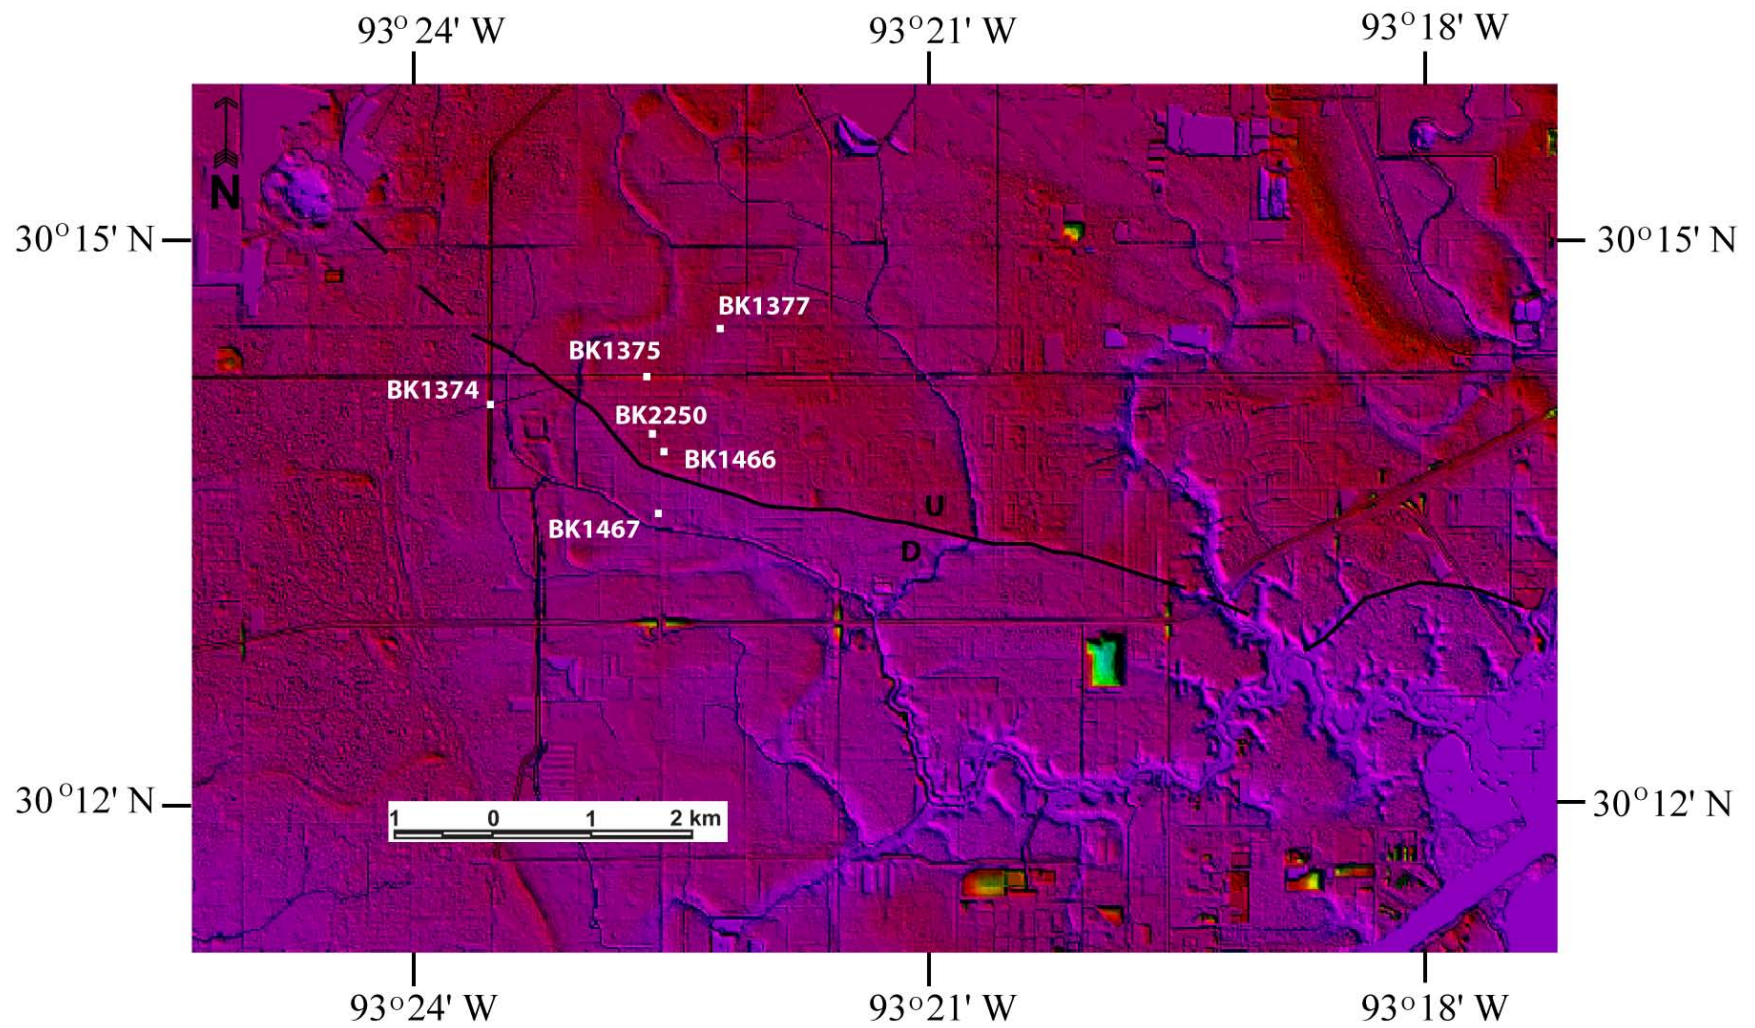 93° 24' W 93° 21' W 93° 18' W
N
30° 15' N 30° 15' N
BK1377
BK1375
BK1374
BK2250
BK1466
U
BK1467
D
30° 12' N 30° 12' N
1 0 1 2 km
93° 24' W 93° 21' W 93° 18' W